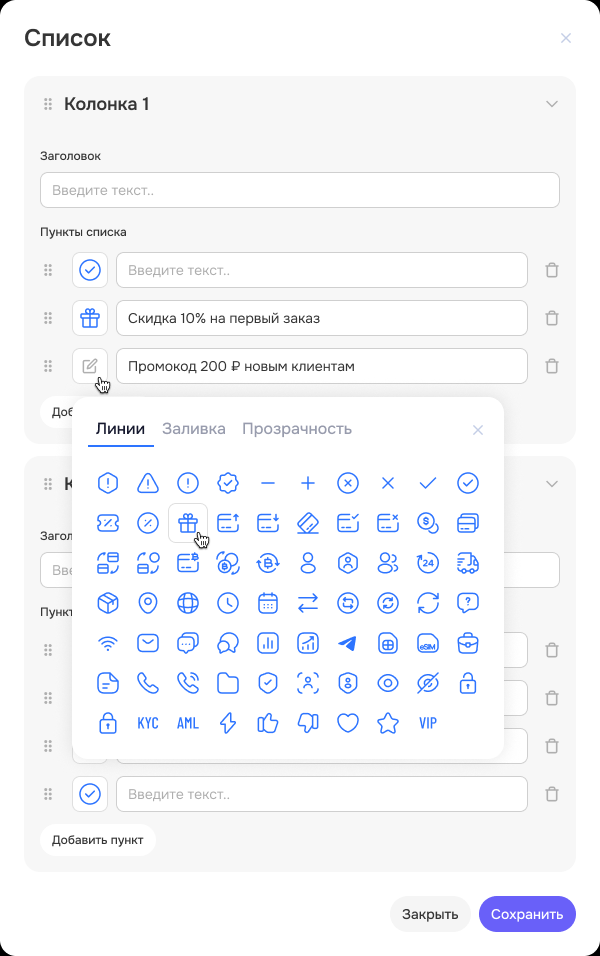 Список
Колонка 1
Заголовок
Введите текст..
Пункты списка
Введите текст..
Скидка 10% на первый заказ
Промокод 200 ₽ новым клиентам
Линии Заливка Прозрачность
24
eSIM
KYC AML VIP
Введите текст..
Добавить пункт
Закрыть Сохранить